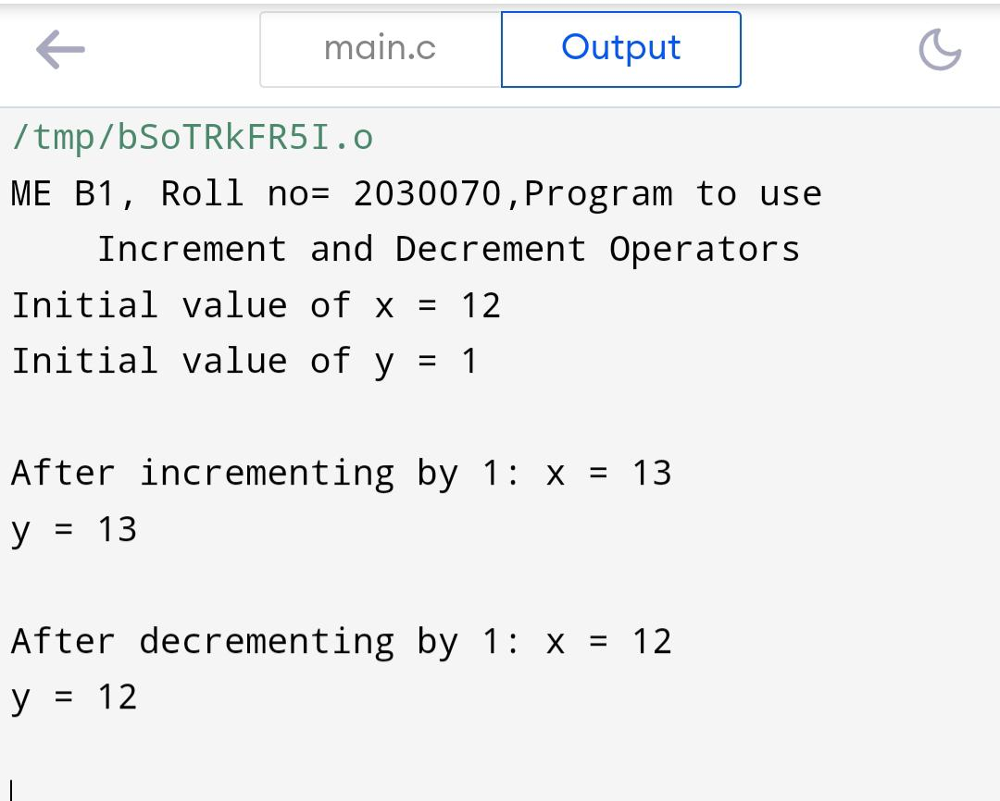 main.c Output
/tmp/bSoTRkFR5I.o
ME B1, Roll no= 2030070,Program to use
Increment and Decrement Operators
Initial value of x = 12
Initial value of y = 1
After incrementing by 1: x = 13
y = 13
After decrementing by 1: x = 12
y = 12